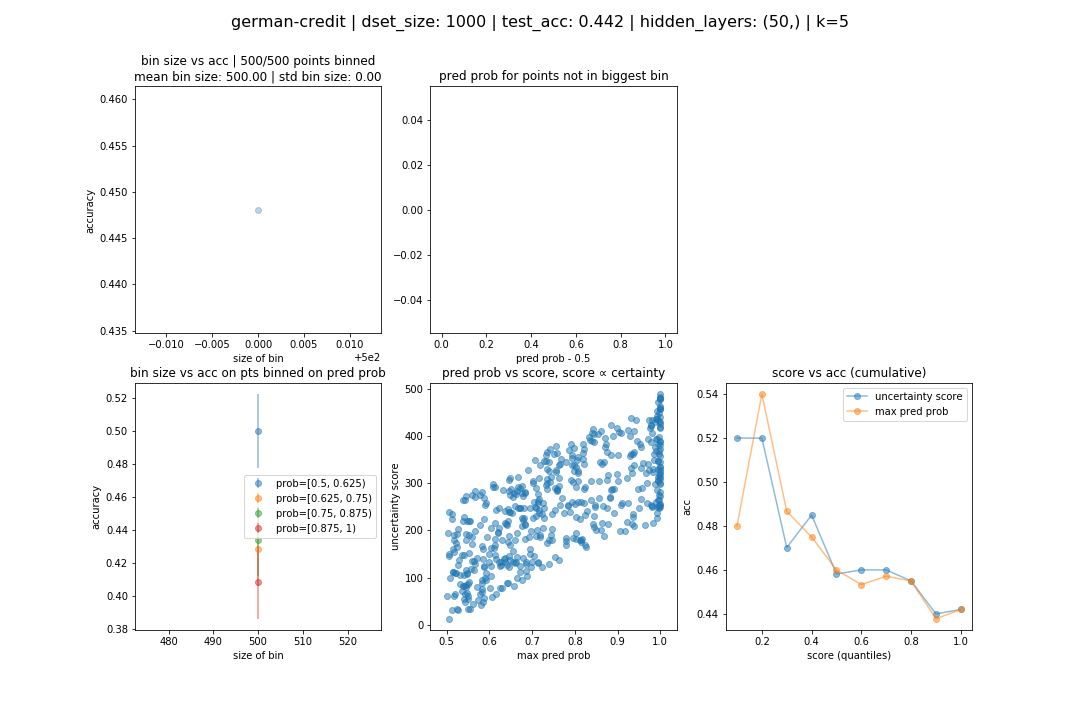 german-credit | dset_size: 1000 | test_acc: 0.442 | hidden_layers: (50,) | k=5
bin size vs acc | 500/500 points binned
mean bin size: 500.00 | std bin size: 0.00
0.460
0.455
0.450
0.445
0.440
0.435
accuracy
−0.010
−0.005
0.000
0.005
0.010
+5e2
size of bin
pred prob for points not in biggest bin
0.04
0.02
0.00
−0.02
−0.04
0.0
0.2
0.4
0.6
0.8
1.0
pred prob - 0.5
bin size vs acc on pts binned on pred prob
0.52
0.50
0.48
0.46
0.44
0.42
0.40
0.38
accuracy
prob=[0.5, 0.625)
prob=[0.625, 0.75)
prob=[0.75, 0.875)
prob=[0.875, 1)
480
490
500
510
520
size of bin
pred prob vs score, score ∝ certainty
500
400
300
200
100
0
uncertainty score
0.5
0.6
0.7
0.8
0.9
1.0
max pred prob
score vs acc (cumulative)
0.54
0.52
0.50
0.48
0.46
0.44
acc
uncertainty score
max pred prob
0.2
0.4
0.6
0.8
1.0
score (quantiles)